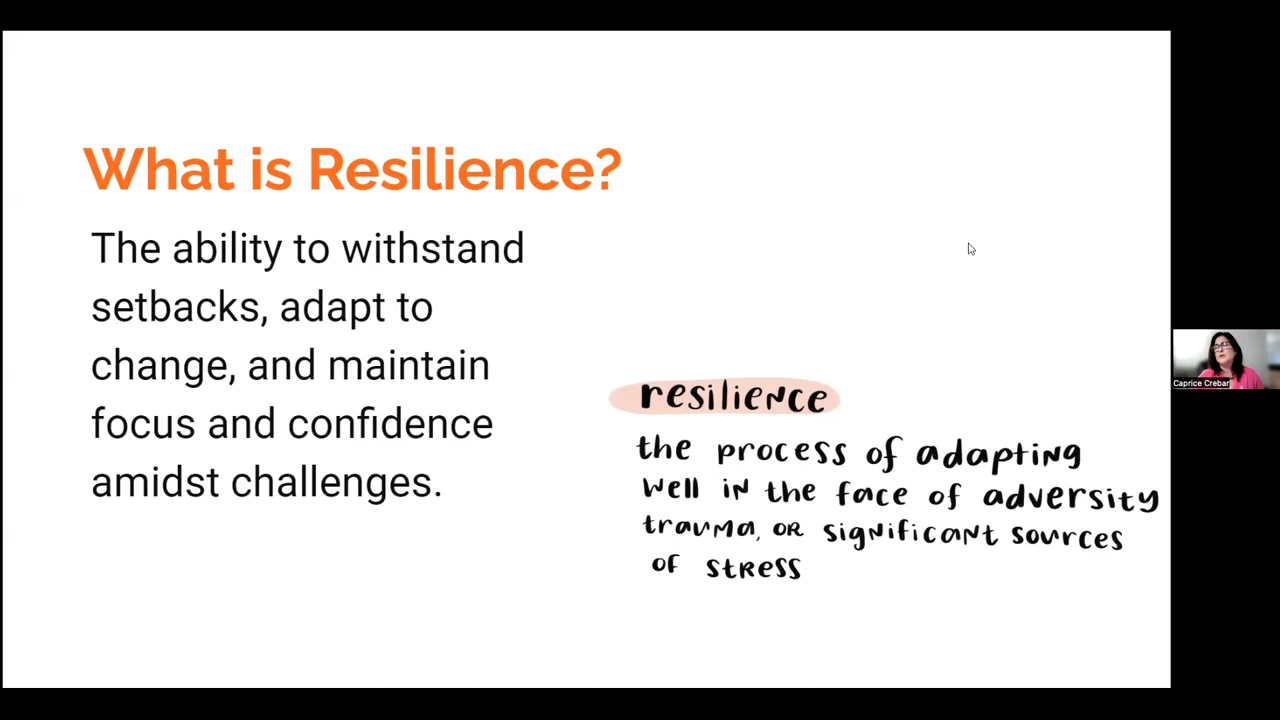 What is Resilience?
The ability to withstand
setbacks, adapt to
change, and maintain
focus and confidence
amidst challenges.
resilience
the process of adapting
well in the face of adversity
trauma, or significant sources
of stress
Caprice Crebar